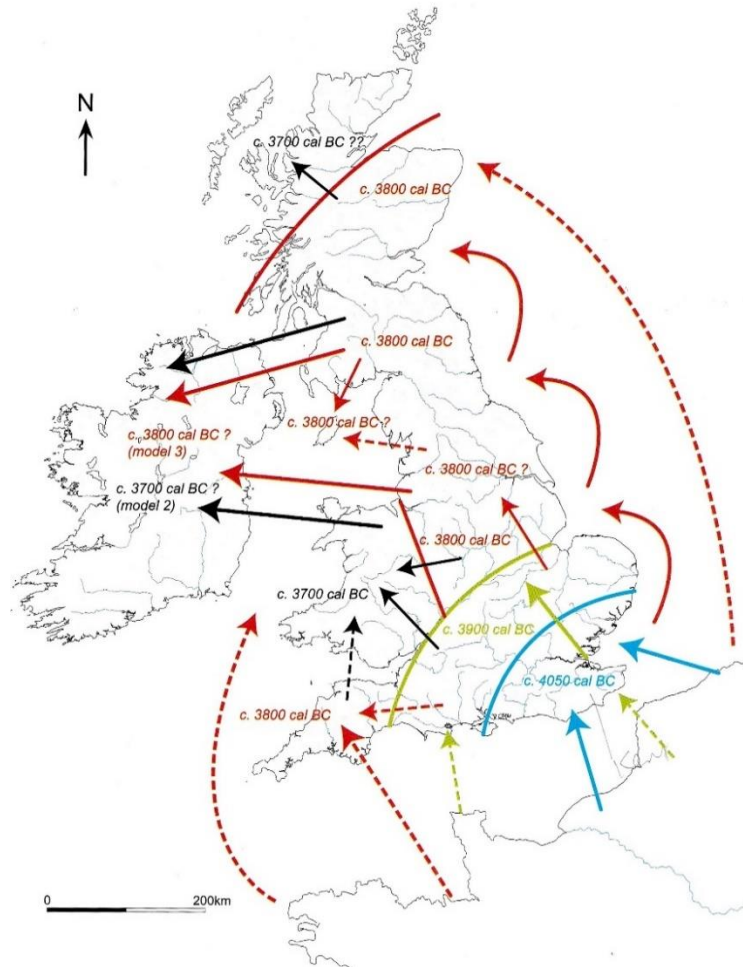 N
c. 3700 cal BC ??
c. 3800 cal BC
c. 3800 cal BC
c. 3800 cal BC ?
c. 3800 cal BC ?
(model 3)
c. 3800 cal BC ?
c. 3700 cal BC ?
(model 2)
c. 3800 cal BC
c. 3700 cal BC
c. 3900 cal BC
c. 4050 cal BC
c. 3800 cal BC
0
200km